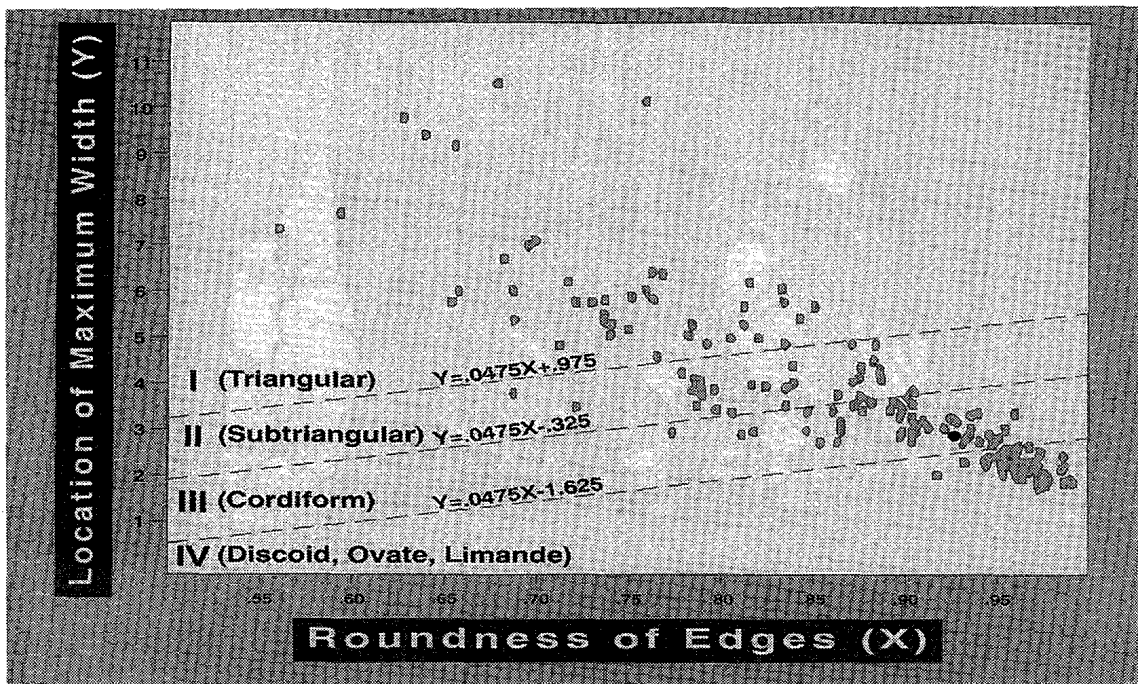 Location of Maximum Width (Y)
11
10
9
8
7
6
5
4
3
2
1
I (Triangular) Y=.0475X+.975
II (Subtriangular) Y=.0475X-.325
III (Cordiform) Y=.0475X-1.625
IV (Discoid, Ovate, Limande)
.55 .60 .65 .70 .75 .80 .85 .90 .95
Roundness of Edges (X)